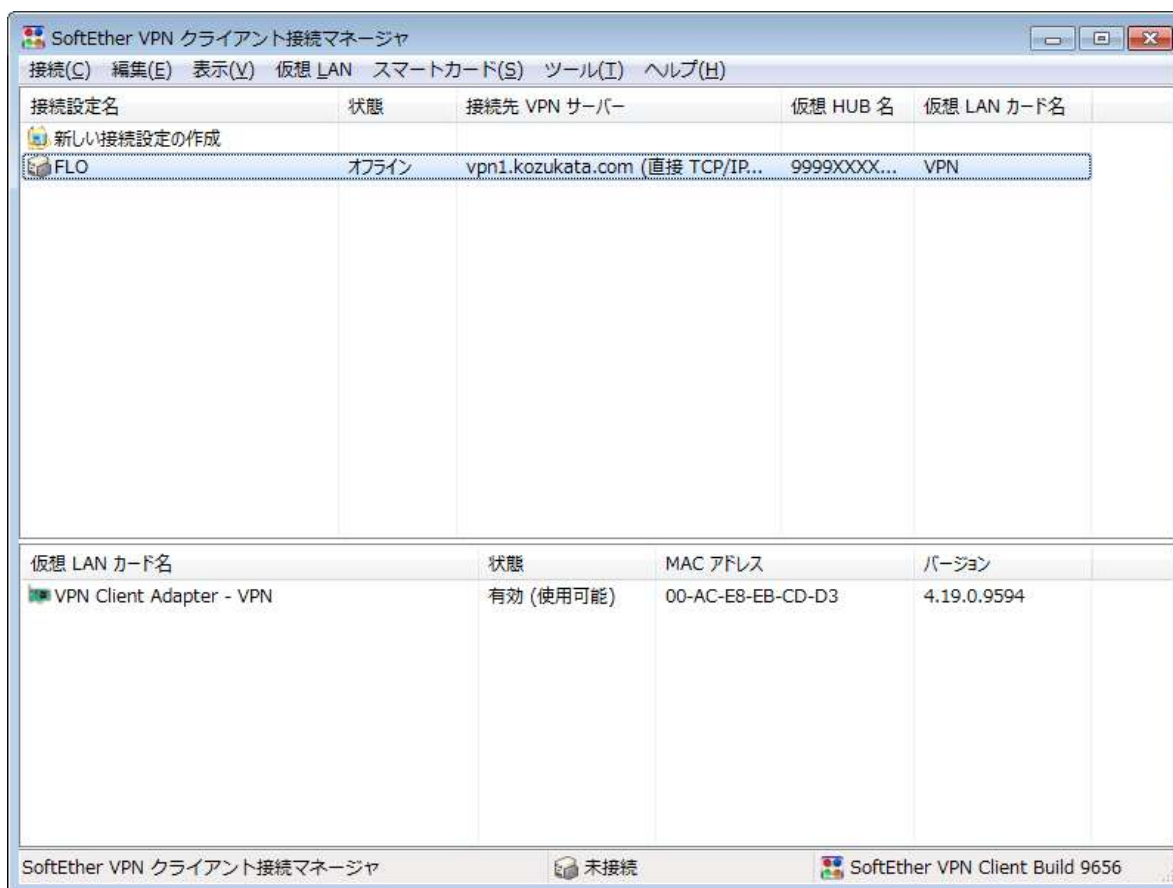 SoftEther VPN クライアント接続マネージャ
接続(C) 編集(E) 表示(V) 仮想 LAN スマートカード(S) ツール(T) ヘルプ(H)
接続設定名 状態 接続先 VPN サーバー 仮想 HUB 名 仮想 LAN カード名
新しい接続設定の作成
FLO オフライン vpn1.kozukata.com (直接 TCP/IP... 9999XXXX... VPN
仮想 LAN カード名 状態 MAC アドレス バージョン
VPN Client Adapter - VPN 有効 (使用可能) 00-AC-E8-EB-CD-D3 4.19.0.9594
SoftEther VPN クライアント接続マネージャ 未接続 SoftEther VPN Client Build 9656